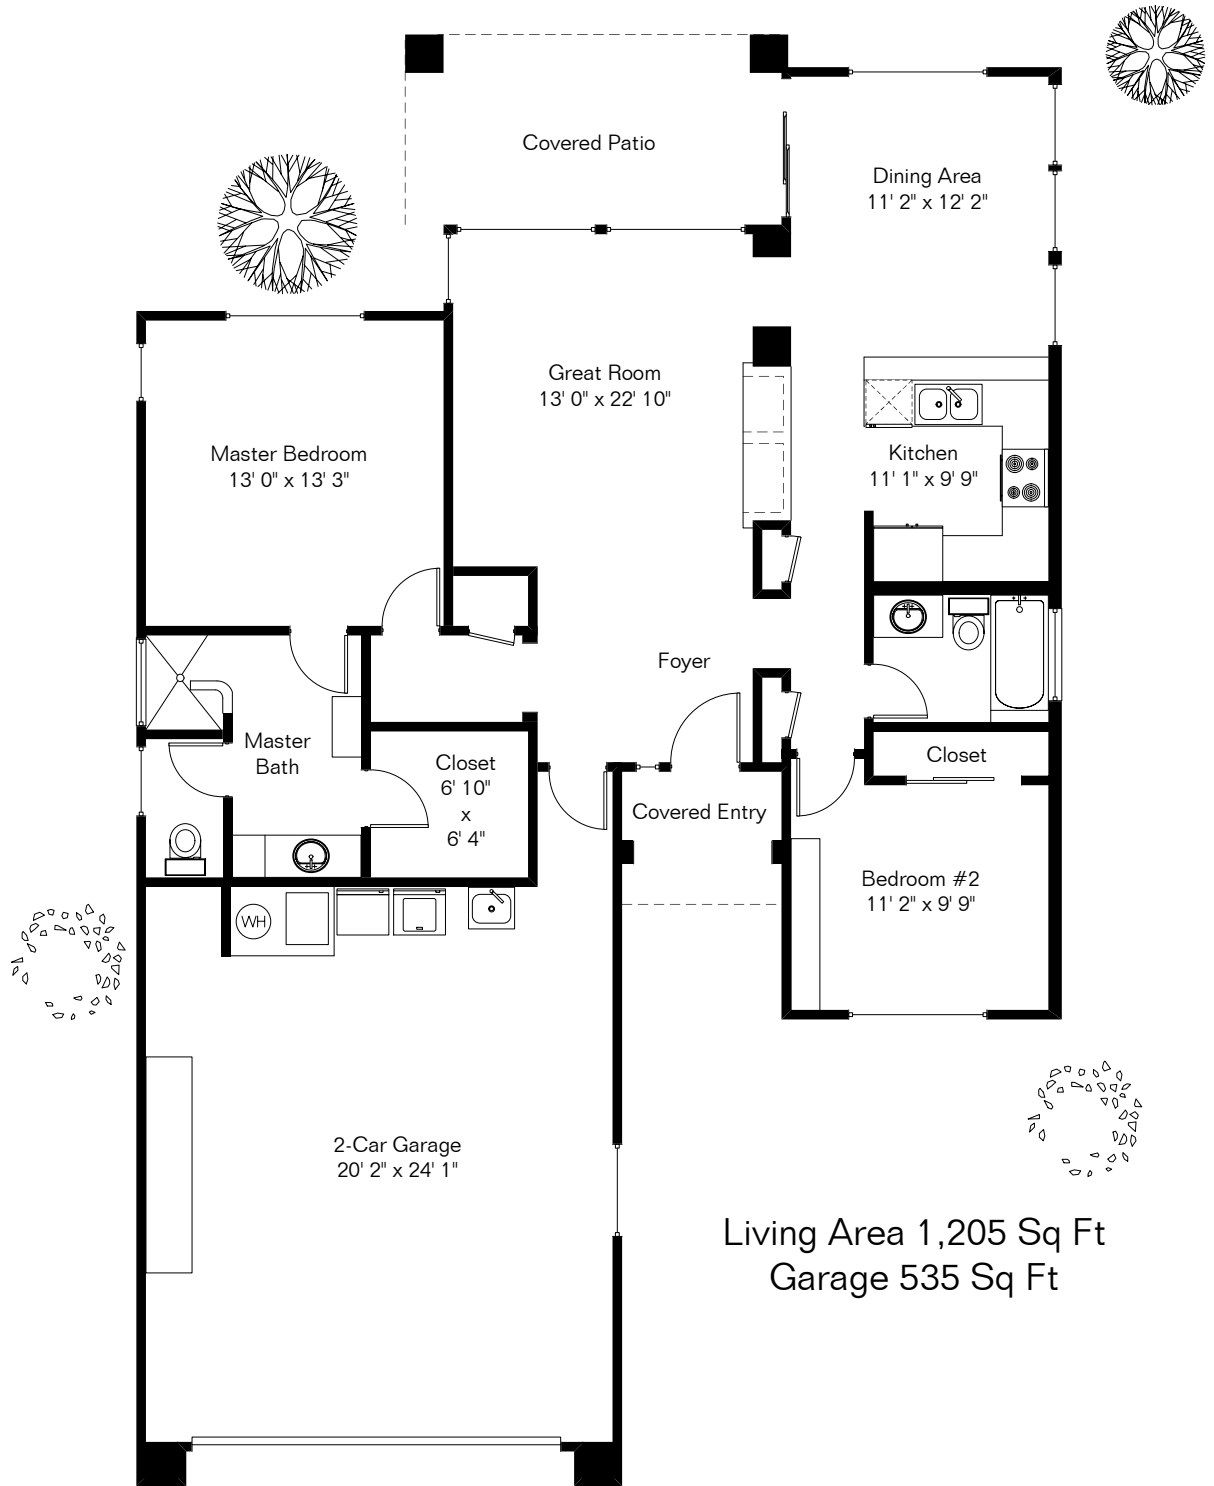 Covered Patio
Dining Area
11' 2" x 12' 2"
Great Room
13' 0" x 22' 10"
Master Bedroom
13' 0" x 13' 3"
Kitchen
11' 1" x 9' 9"
Foyer
Master
Bath
Closet
6' 10"
x
6' 4"
Closet
Covered Entry
Bedroom #2
11' 2" x 9' 9"
WH
2-Car Garage
20' 2" x 24' 1"
Living Area 1,205 Sq Ft
Garage 535 Sq Ft